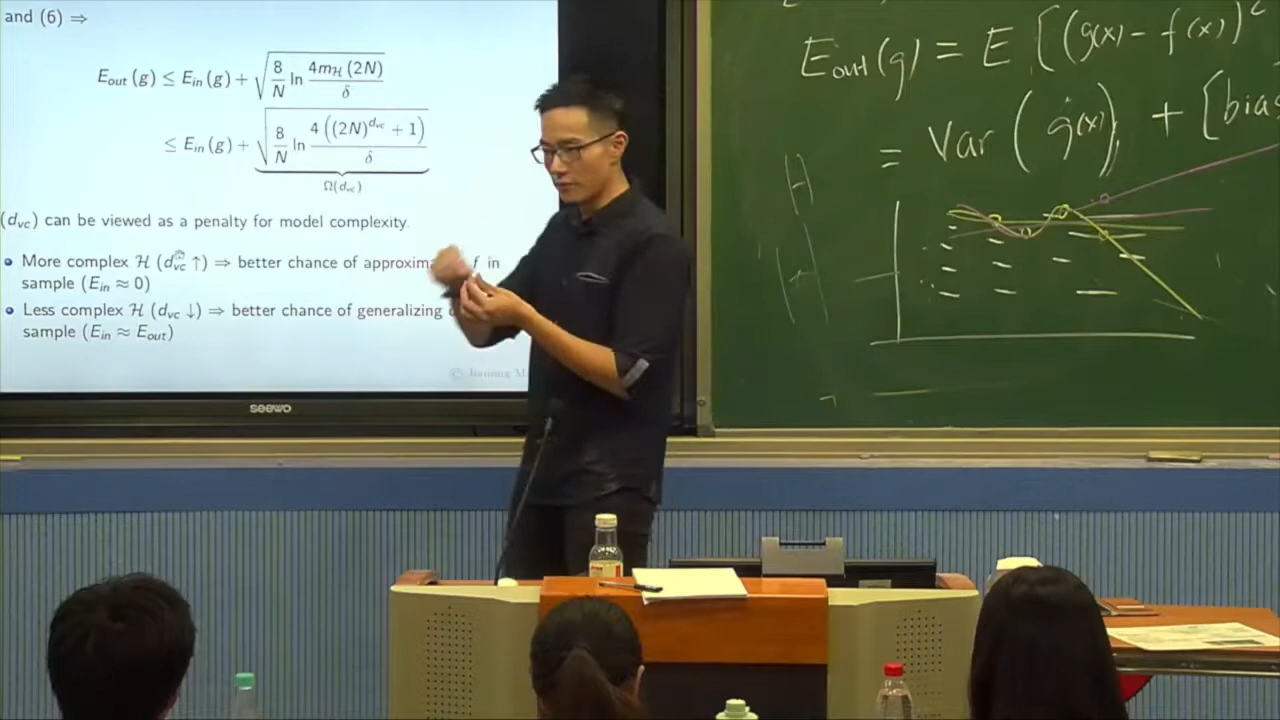 and (6) ⇒
E_out (g) ≤ E_in (g) + √(8/N ln 4m_H (2N)/δ)
≤ E_in (g) + √(8/N ln 4((2N)^{d_vc} + 1)/δ)
Ω(d_vc)
(d_vc) can be viewed as a penalty for model complexity.
• More complex H (d_vc ↑) ⇒ better chance of f in
sample (E_in ≈ 0)
• Less complex H (d_vc ↓) ⇒ better chance of generalizing
sample (E_in ≈ E_out)
©
seewo
E_out(g) = E [(g(x) - f(x))²
= Var (g(x)) + [bias
H
H